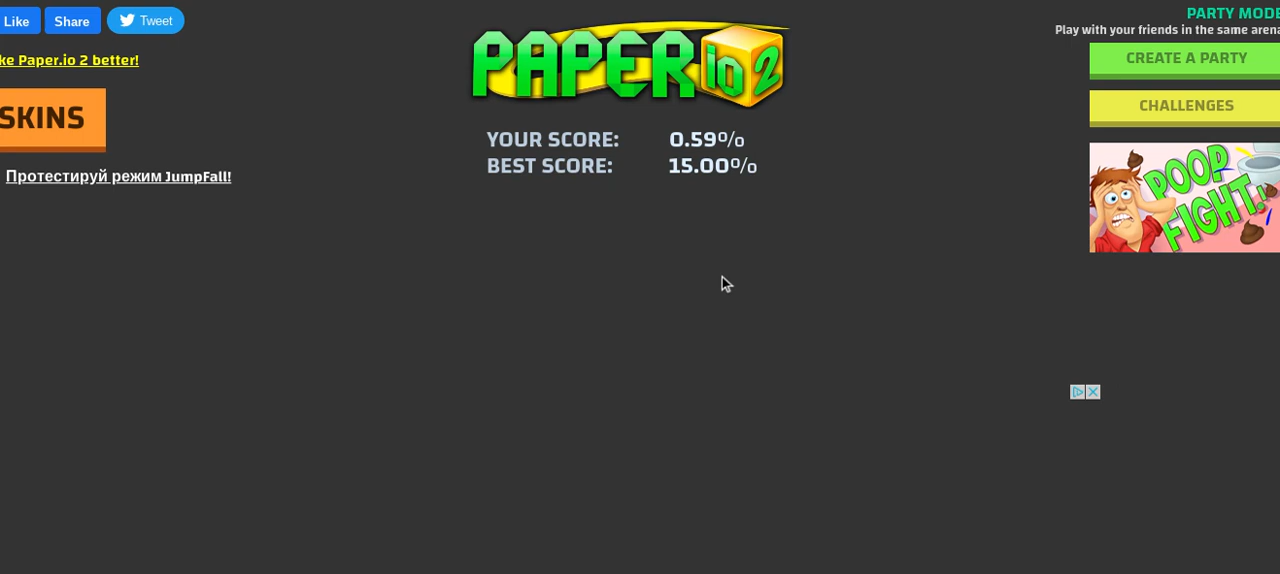 Like Share Tweet
ke Paper.io 2 better!
SKINS
Протестируй режим JumpFall!
PAPER io 2
YOUR SCORE: 0.59%
BEST SCORE: 15.00%
PARTY MODE
Play with your friends in the same arena
CREATE A PARTY
CHALLENGES
POOP
FIGHT!